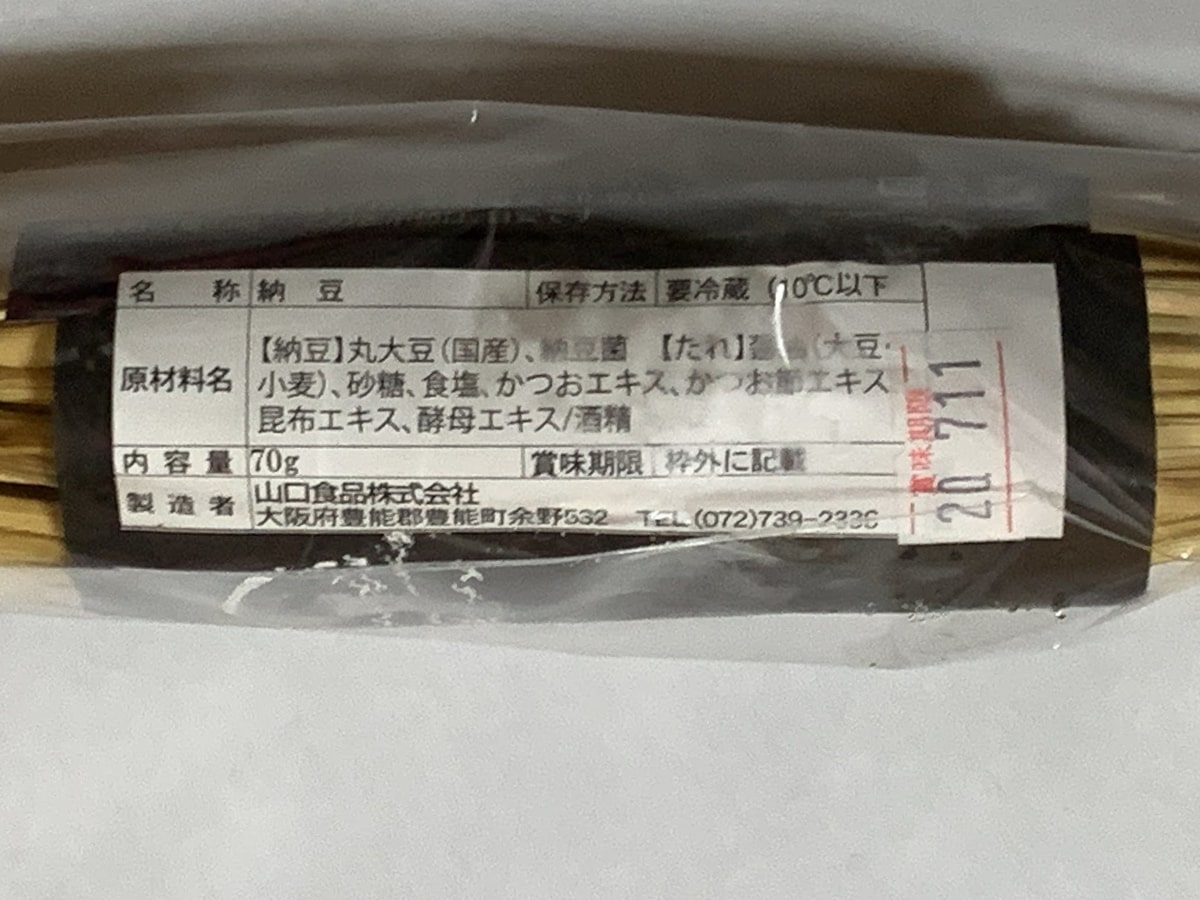 名 称 納 豆 保存方法 要冷蔵 (10℃以下
原材料名 【納豆】丸大豆(国産)、納豆菌 【たれ】 (大豆・
小麦)、砂糖、食塩、かつおエキス、かつお節エキス
昆布エキス、酵母エキス/酒精
内容量 70g 賞味期限 枠外に記載
製造者 山口食品株式会社
大阪府豊能郡豊能町余野532 TEL(072)739-2336
賞味期限
20 711